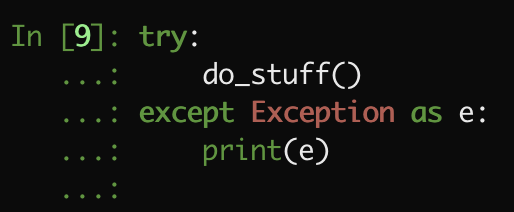 In [9]: try:
   ...:     do_stuff()
   ...: except Exception as e:
   ...:     print(e)
   ...: